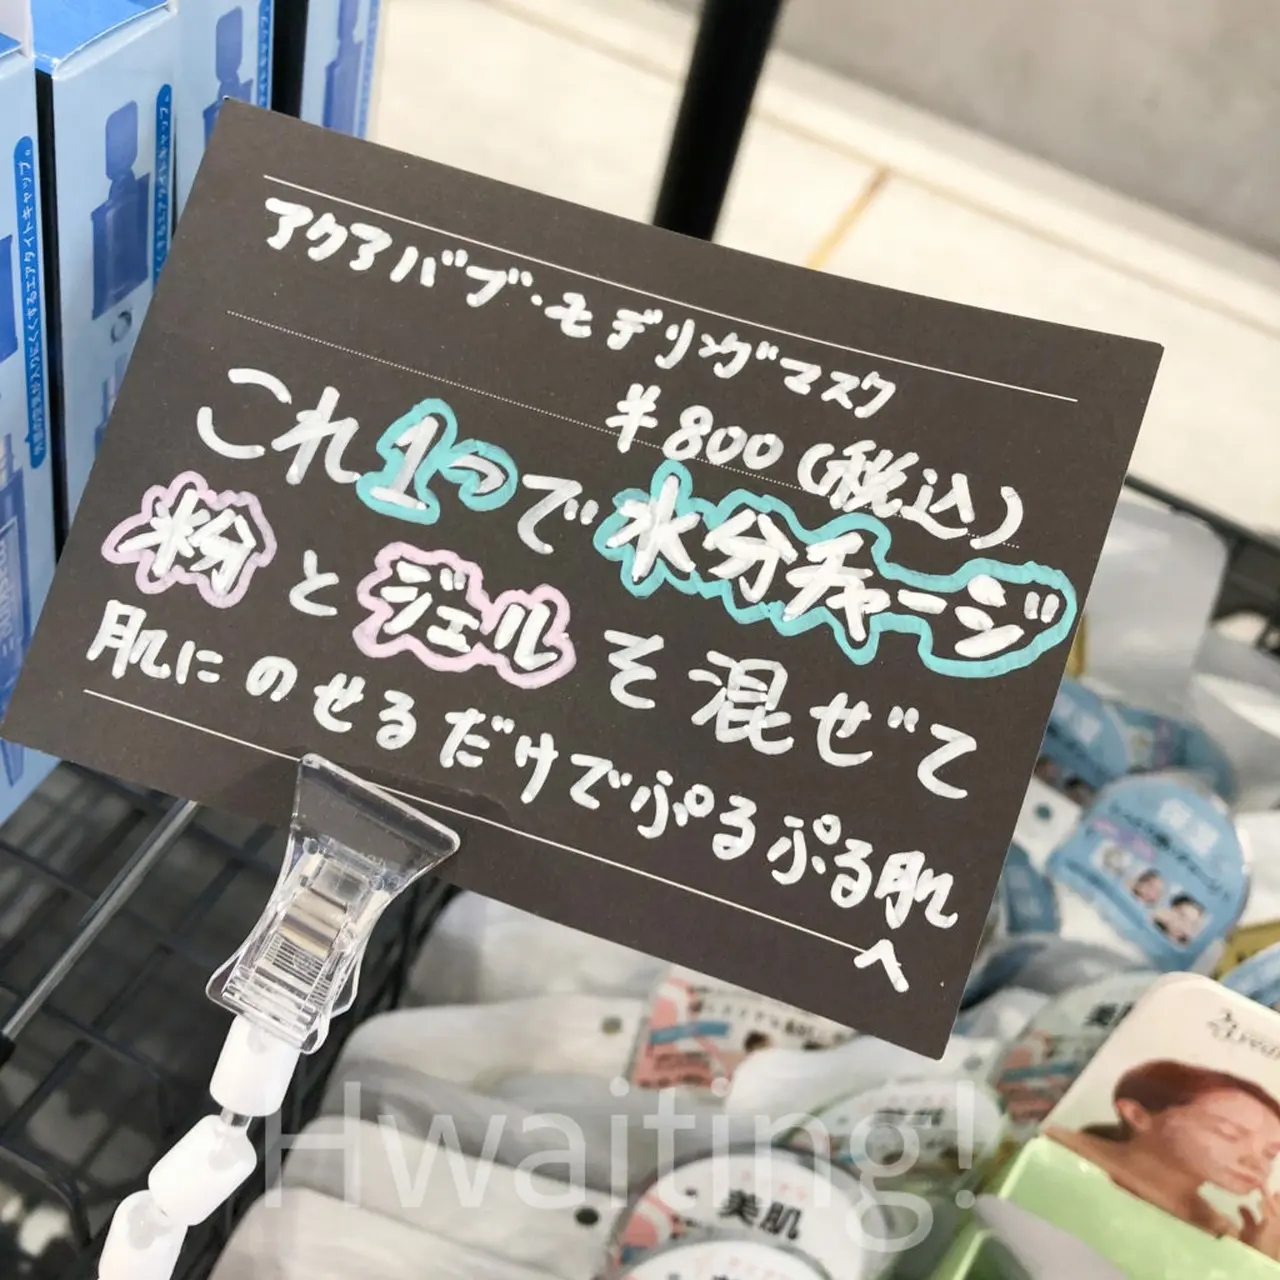 アクアバブ・モデリングマスク
¥800(税込)
これ1つで水分チャージ
粉とジェルを混ぜて
肌にのせるだけでぷるぷる肌
へ
Hwaiting!
美肌